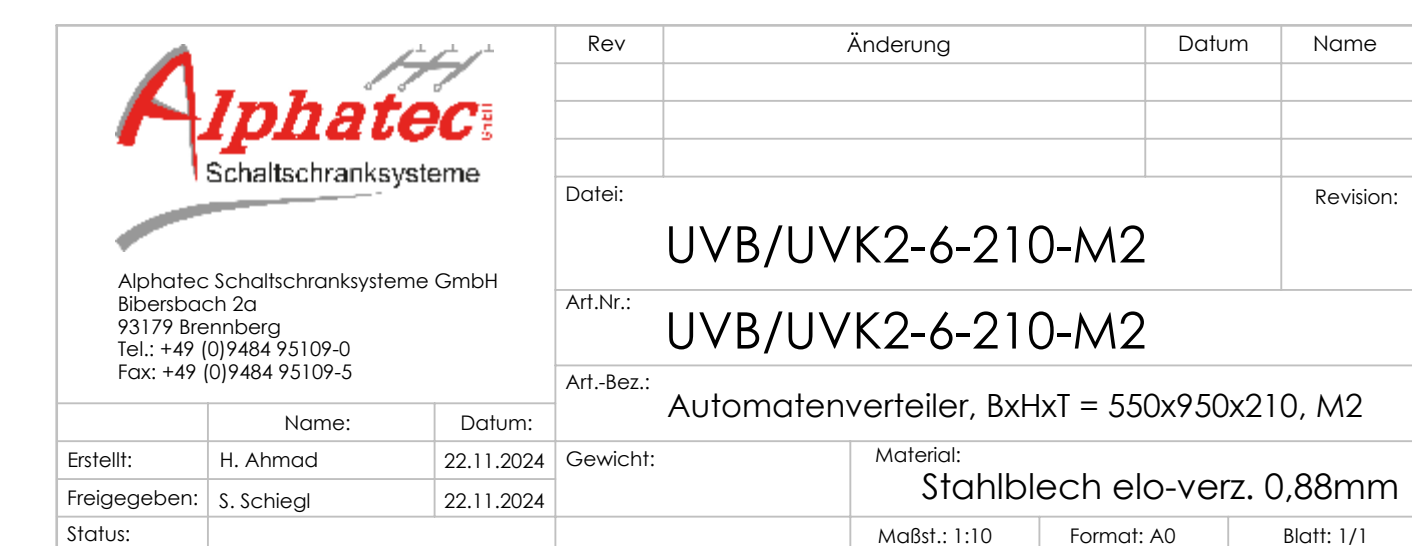 Alphatec GmbH
Schaltschranksysteme
Alphatec Schaltschranksysteme GmbH
Bibersbach 2a
93179 Brennberg
Tel.: +49 (0)9484 95109-0
Fax: +49 (0)9484 95109-5
Rev Änderung Datum Name
Datei: Revision:
UVB/UVK2-6-210-M2
Art.Nr.:
UVB/UVK2-6-210-M2
Art.-Bez.:
Automatenverteiler, BxHxT = 550x950x210, M2
Name: Datum:
Erstellt: H. Ahmad 22.11.2024
Freigegeben: S. Schiegl 22.11.2024
Status:
Gewicht:
Material:
Stahlblech elo-verz. 0,88mm
Maßst.: 1:10 Format: A0 Blatt: 1/1